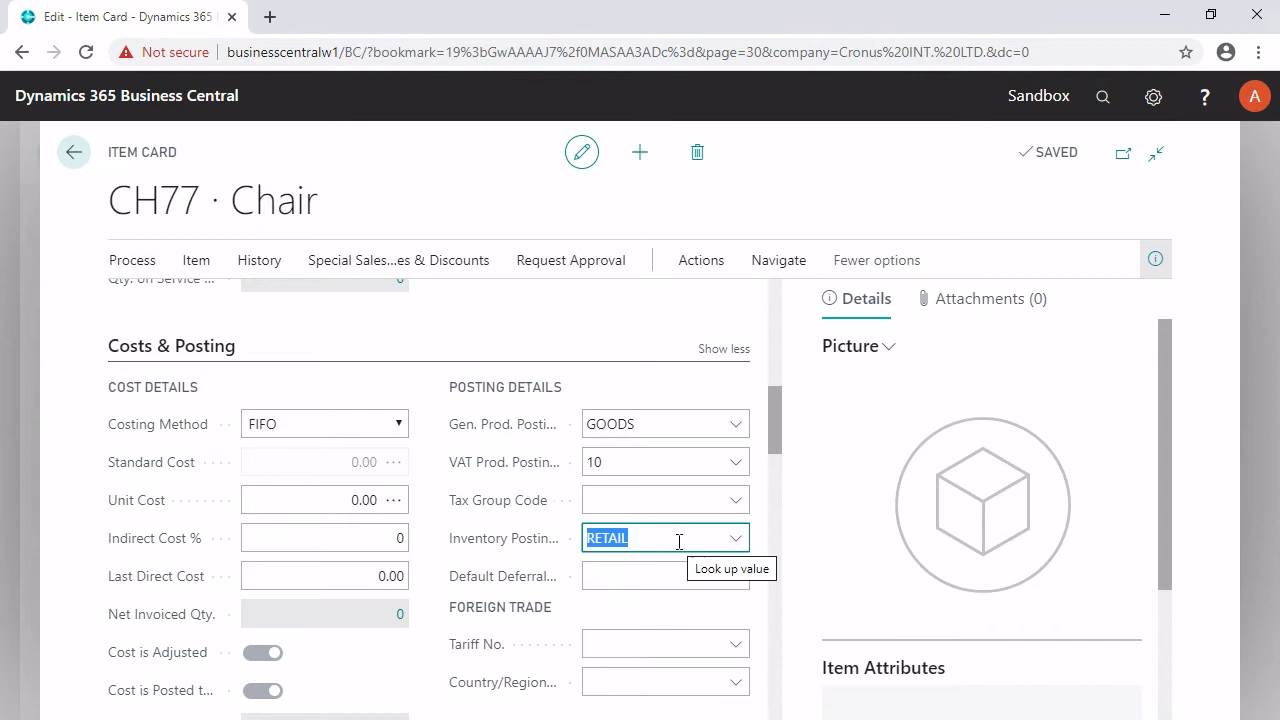 Edit - Item Card - Dynamics 365
Not secure businesscentralw1/BC/?bookmark=19%3bGwAAAAJ7%2f0MASAA3ADc%3d&page=30&company=Cronus%20INT.%20LTD.&dc=0
Dynamics 365 Business Central Sandbox ? A
ITEM CARD SAVED
CH77 · Chair
Process Item History Special Sales...es & Discounts Request Approval Actions Navigate Fewer options
Qty. on Service ... 0
Details Attachments (0)
Costs & Posting Show less
Picture
COST DETAILS POSTING DETAILS
Costing Method FIFO Gen. Prod. Posti... GOODS
Standard Cost 0.00 ... VAT Prod. Postin... 10
Unit Cost 0.00 ... Tax Group Code
Indirect Cost % 0 Inventory Postin... RETAIL
Look up value
Last Direct Cost 0.00 Default Deferral...
Net Invoiced Qty. 0 FOREIGN TRADE
Cost is Adjusted Tariff No.
Cost is Posted t... Country/Region...
Item Attributes